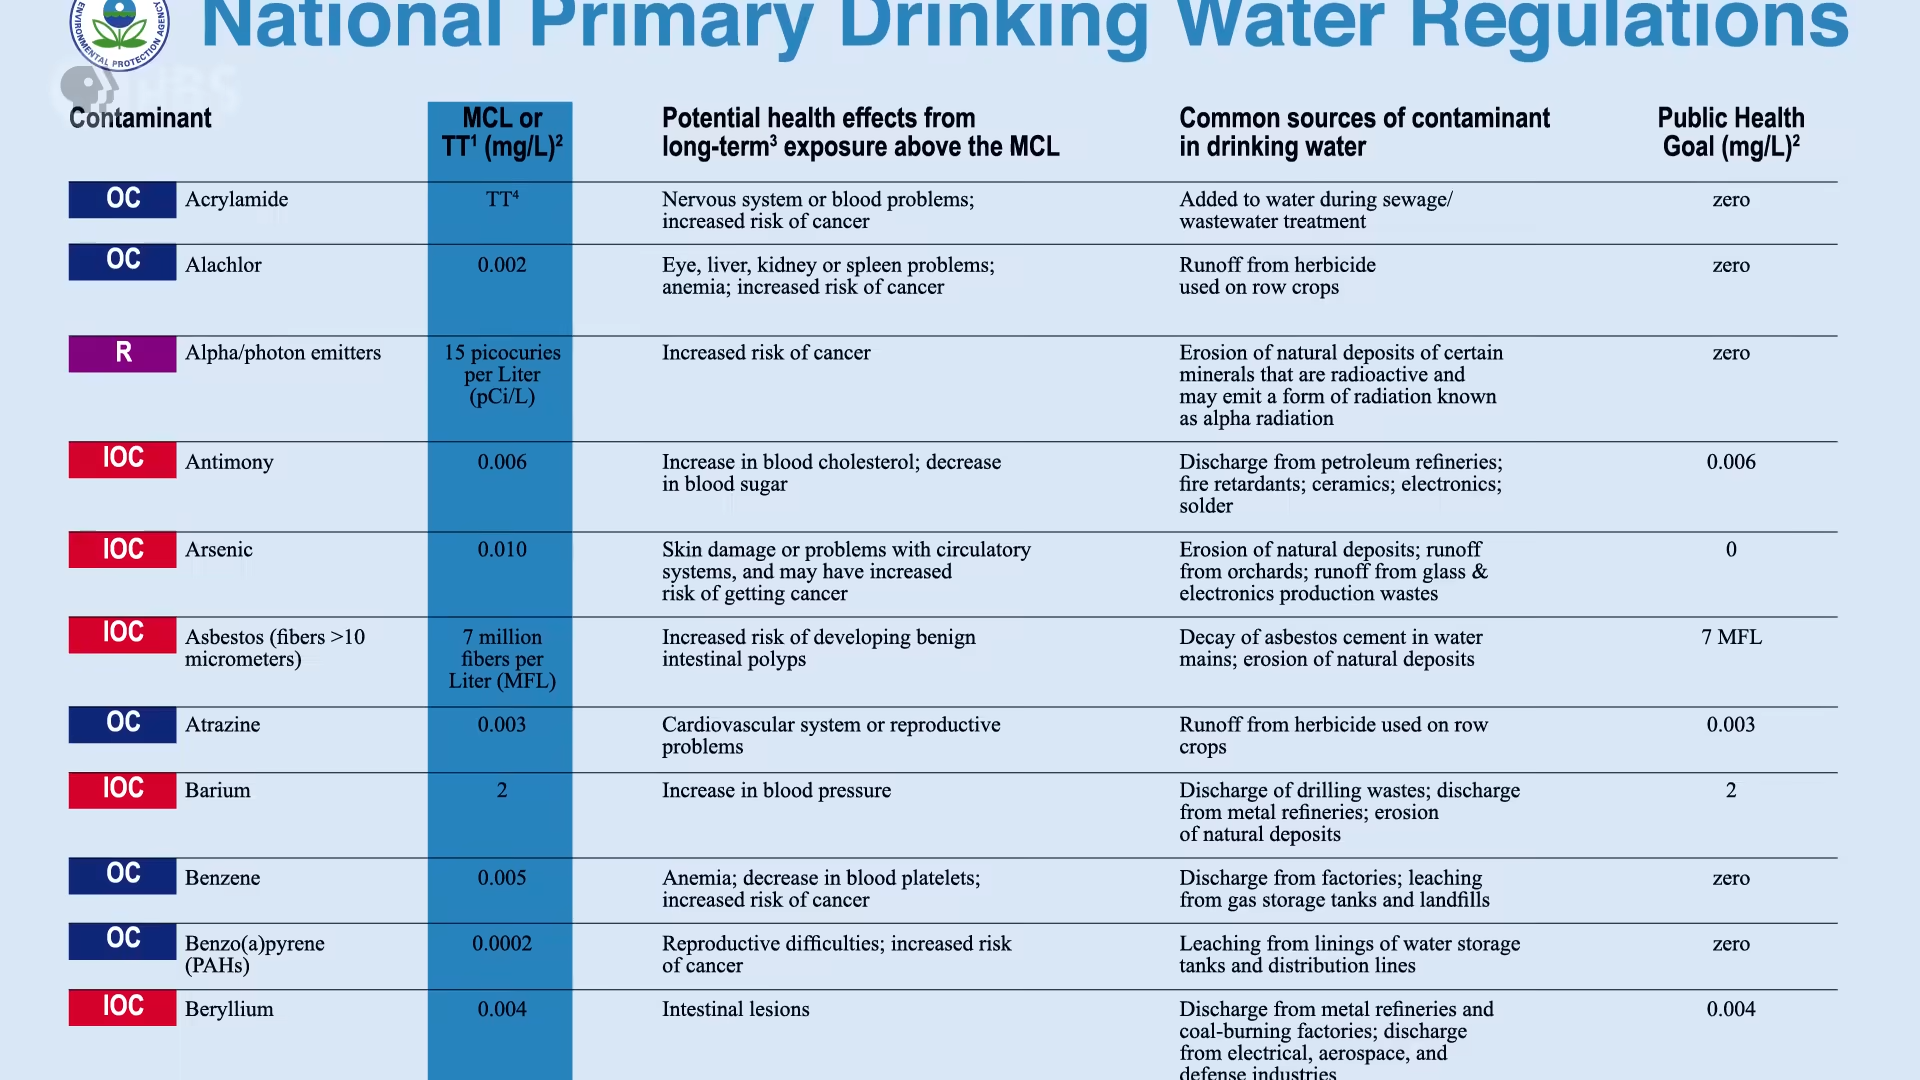 National Primary Drinking Water Regulations
ENVIRONMENTAL PROTECTION AGENCY
PBS
Contaminant
MCL or
TT¹ (mg/L)²
Potential health effects from
long-term³ exposure above the MCL
Common sources of contaminant
in drinking water
Public Health
Goal (mg/L)²
OC Acrylamide TT⁴ Nervous system or blood problems; Added to water during sewage/ zero
increased risk of cancer wastewater treatment
OC Alachlor 0.002 Eye, liver, kidney or spleen problems; Runoff from herbicide zero
anemia; increased risk of cancer used on row crops
R Alpha/photon emitters 15 picocuries Increased risk of cancer Erosion of natural deposits of certain zero
per Liter minerals that are radioactive and
(pCi/L) may emit a form of radiation known
as alpha radiation
IOC Antimony 0.006 Increase in blood cholesterol; decrease Discharge from petroleum refineries; 0.006
in blood sugar fire retardants; ceramics; electronics;
solder
IOC Arsenic 0.010 Skin damage or problems with circulatory Erosion of natural deposits; runoff 0
systems, and may have increased from orchards; runoff from glass &
risk of getting cancer electronics production wastes
IOC Asbestos (fibers >10 7 million Increased risk of developing benign Decay of asbestos cement in water 7 MFL
micrometers) fibers per intestinal polyps mains; erosion of natural deposits
Liter (MFL)
OC Atrazine 0.003 Cardiovascular system or reproductive Runoff from herbicide used on row 0.003
problems crops
IOC Barium 2 Increase in blood pressure Discharge of drilling wastes; discharge 2
from metal refineries; erosion
of natural deposits
OC Benzene 0.005 Anemia; decrease in blood platelets; Discharge from factories; leaching zero
increased risk of cancer from gas storage tanks and landfills
OC Benzo(a)pyrene 0.0002 Reproductive difficulties; increased risk Leaching from linings of water storage zero
(PAHs) of cancer tanks and distribution lines
IOC Beryllium 0.004 Intestinal lesions Discharge from metal refineries and 0.004
coal-burning factories; discharge
from electrical, aerospace, and
defense industries